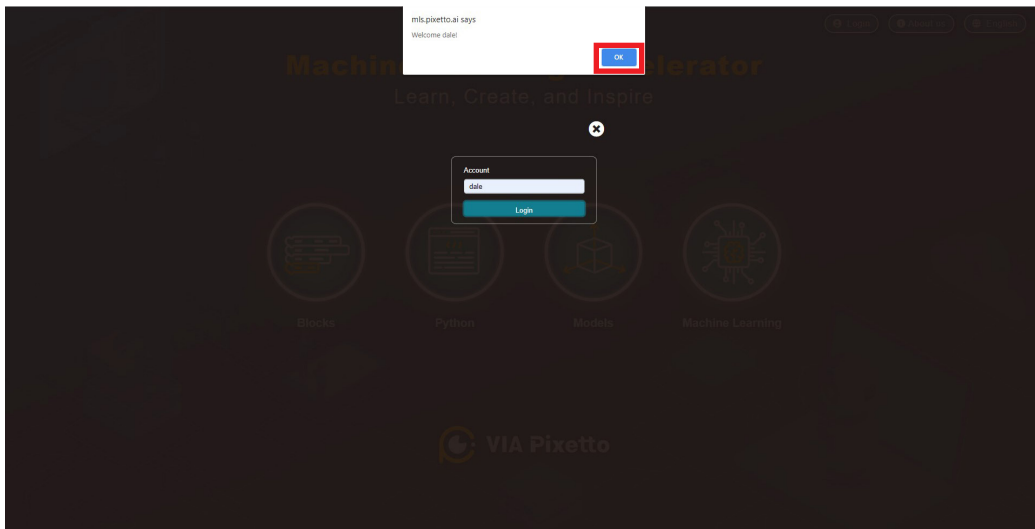 mls.pixetto.ai says
Welcome dale!
OK
Learn, Create, and Inspire
Account
dale
Login
Blocks
Python
Models
Machine Learning
VIA Pixetto